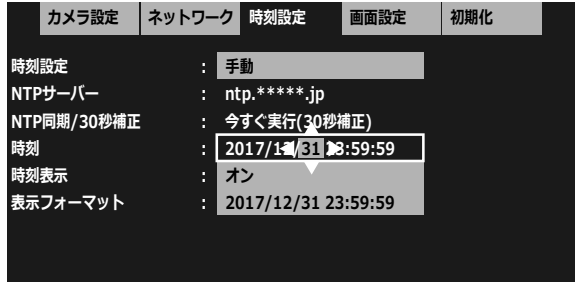 カメラ設定 ネットワーク 時刻設定 画面設定 初期化
時刻設定 : 手動
NTPサーバー : ntp.*****.jp
NTP同期/30秒補正 : 今すぐ実行(30秒補正)
時刻 : 2017/12/31 23:59:59
時刻表示 : オン
表示フォーマット : 2017/12/31 23:59:59